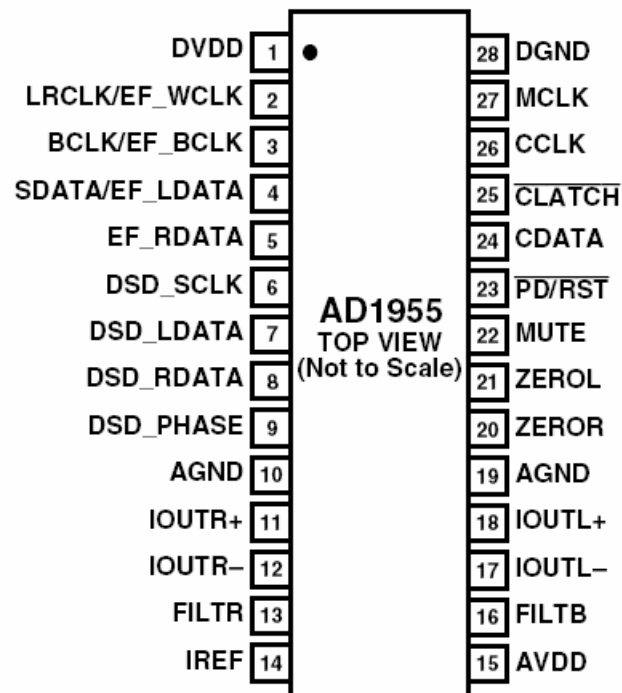 DVDD 1
LRCLK/EF_WCLK 2
BCLK/EF_BCLK 3
SDATA/EF_LDATA 4
EF_RDATA 5
DSD_SCLK 6
DSD_LDATA 7
DSD_RDATA 8
DSD_PHASE 9
AGND 10
IOUTR+ 11
IOUTR– 12
FILTR 13
IREF 14
AD1955
TOP VIEW
(Not to Scale)
28 DGND
27 MCLK
26 CCLK
25 CLATCH
24 CDATA
23 PD/RST
22 MUTE
21 ZEROL
20 ZEROR
19 AGND
18 IOUTL+
17 IOUTL–
16 FILTB
15 AVDD